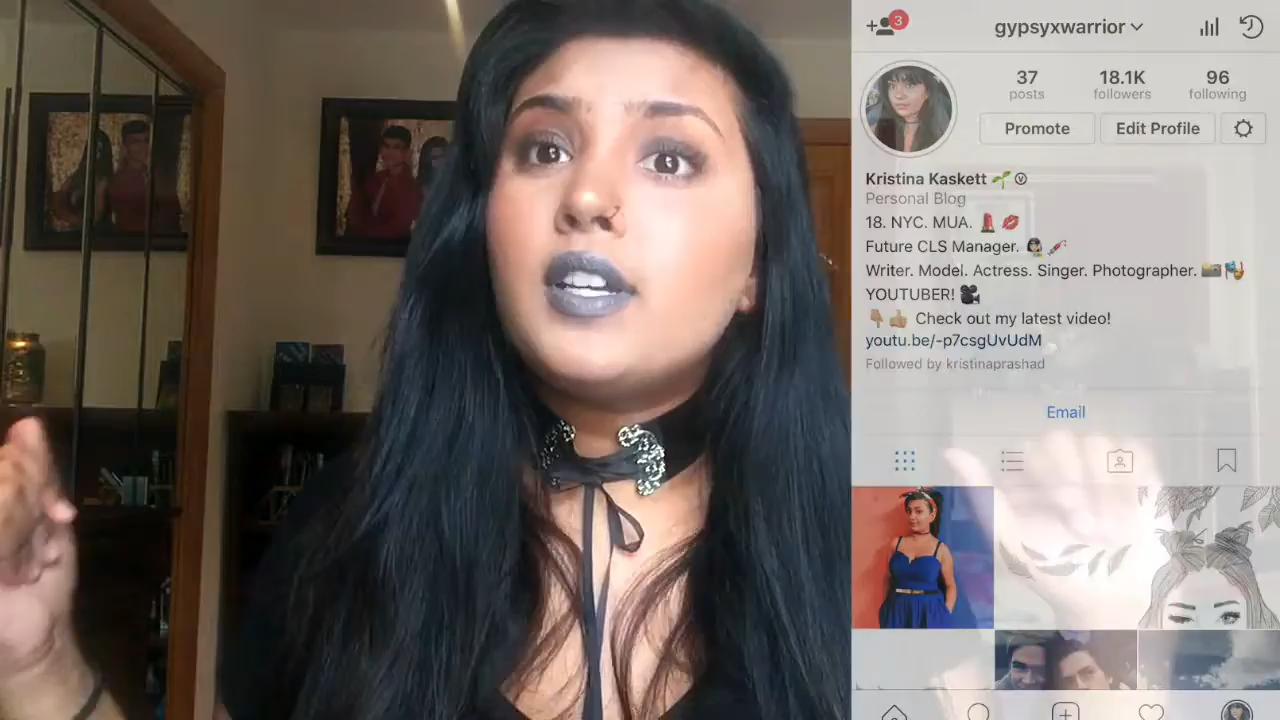 3
gypsyxwarrior
37
18.1K
96
posts
followers
following
Promote
Edit Profile
Kristina Kaskett 🌱Ⓥ
Personal Blog
18. NYC. MUA. 💄💋
Future CLS Manager. 👩🏻‍🔬💉
Writer. Model. Actress. Singer. Photographer. 📸🎭
YOUTUBER! 🎥
👇🏽👍🏽 Check out my latest video!
youtu.be/-p7csgUvUdM
Followed by kristinaprashad
Email